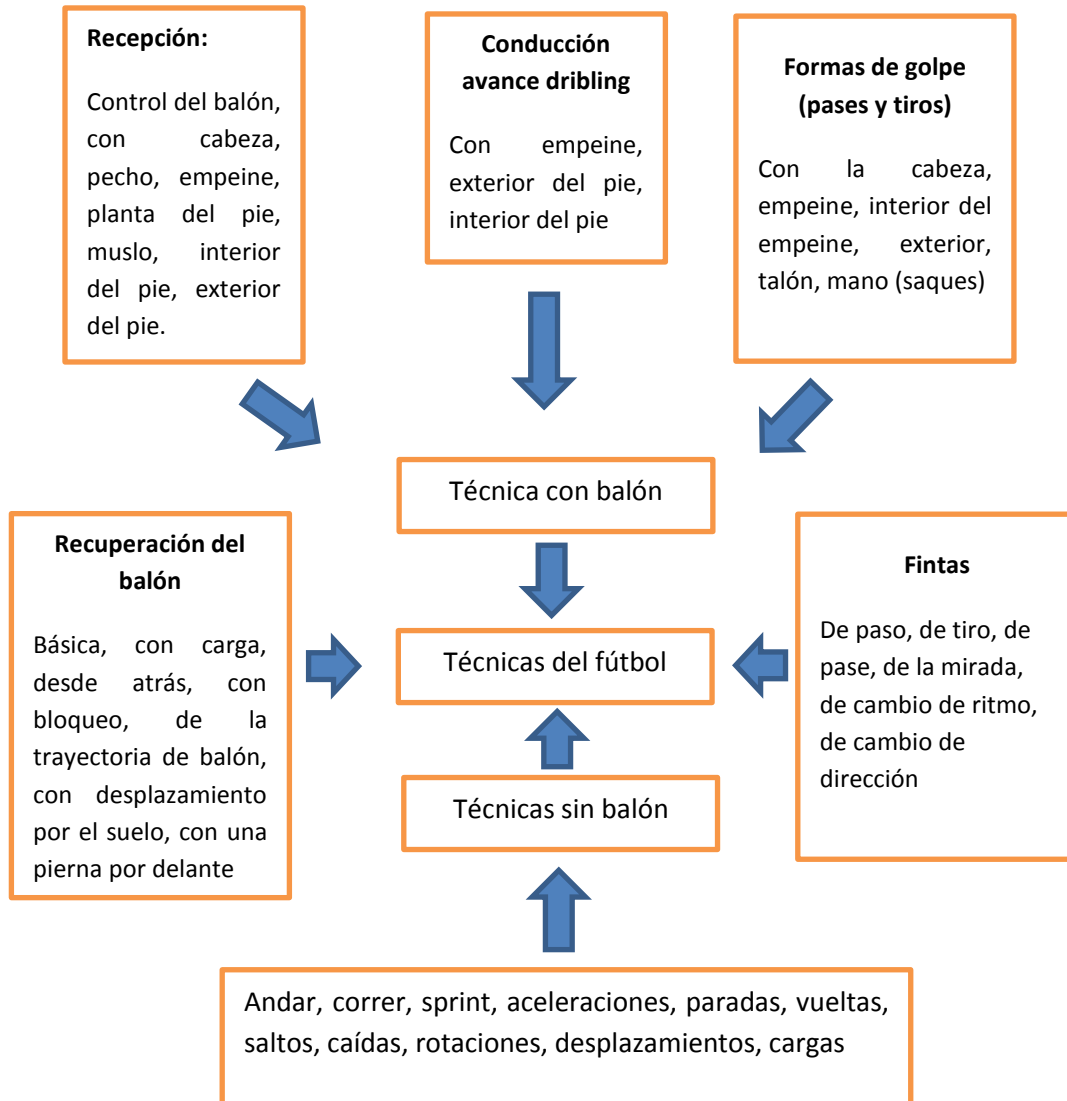 Recepción:
Control del balón,
con cabeza,
pecho, empeine,
planta del pie,
muslo, interior
del pie, exterior
del pie.
Conducción
avance dribling
Con empeine,
exterior del pie,
interior del pie
Formas de golpe
(pases y tiros)
Con la cabeza,
empeine, interior del
empeine, exterior,
talón, mano (saques)
Técnica con balón
Recuperación del
balón
Básica, con carga,
desde atrás, con
bloqueo, de la
trayectoria de balón,
con desplazamiento
por el suelo, con una
pierna por delante
Técnicas del fútbol
Fintas
De paso, de tiro, de
pase, de la mirada,
de cambio de ritmo,
de cambio de
dirección
Técnicas sin balón
Andar, correr, sprint, aceleraciones, paradas, vueltas,
saltos, caídas, rotaciones, desplazamientos, cargas